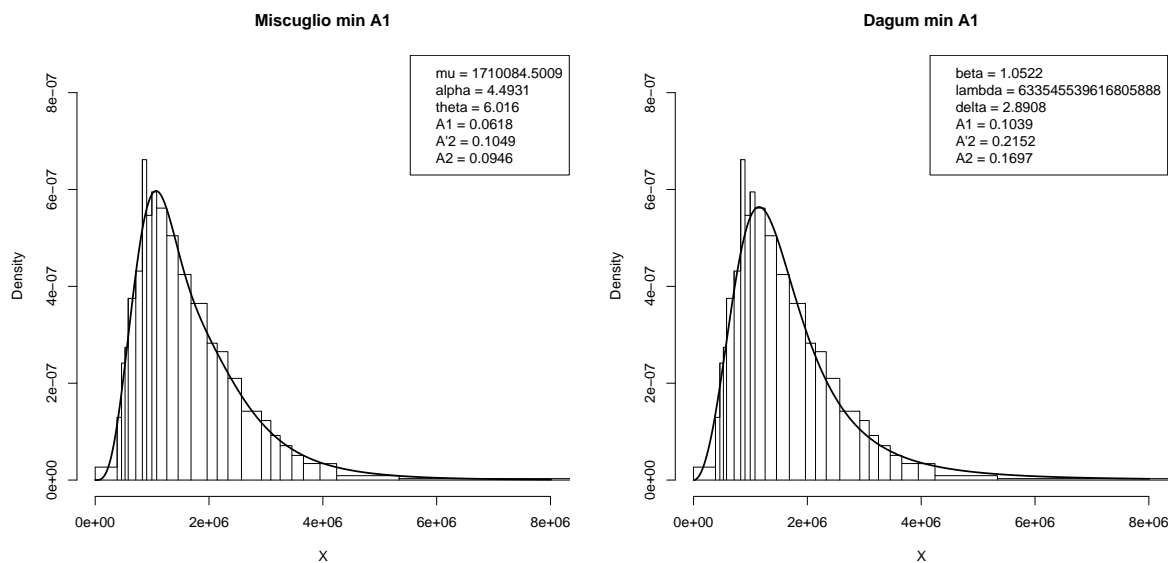 Miscuglio min A1
mu = 1710084.5009
alpha = 4.4931
theta = 6.016
A1 = 0.0618
A'2 = 0.1049
A2 = 0.0946
Density
8e−07
6e−07
4e−07
2e−07
0e+00
0e+00 2e+06 4e+06 6e+06 8e+06
X
Dagum min A1
beta = 1.0522
lambda = 633545539616805888
delta = 2.8908
A1 = 0.1039
A'2 = 0.2152
A2 = 0.1697
Density
8e−07
6e−07
4e−07
2e−07
0e+00
0e+00 2e+06 4e+06 6e+06 8e+06
X